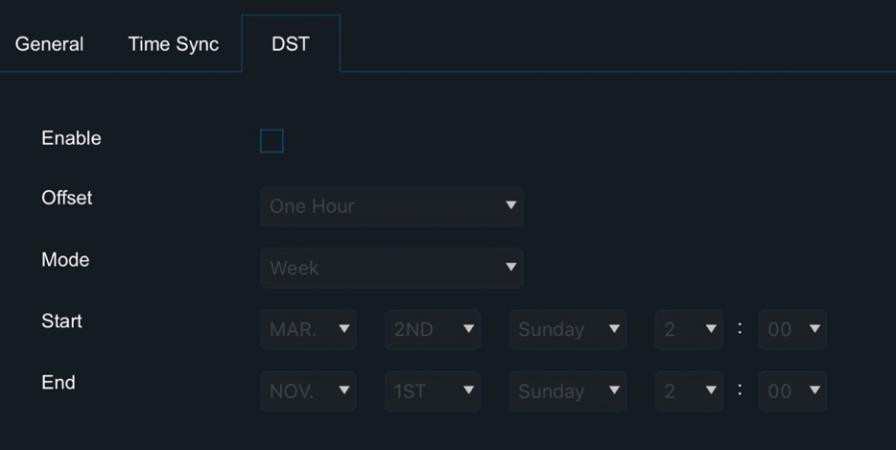 General Time Sync DST
Enable
Offset One Hour
Mode Week
Start MAR. 2ND Sunday 2 : 00
End NOV. 1ST Sunday 2 : 00